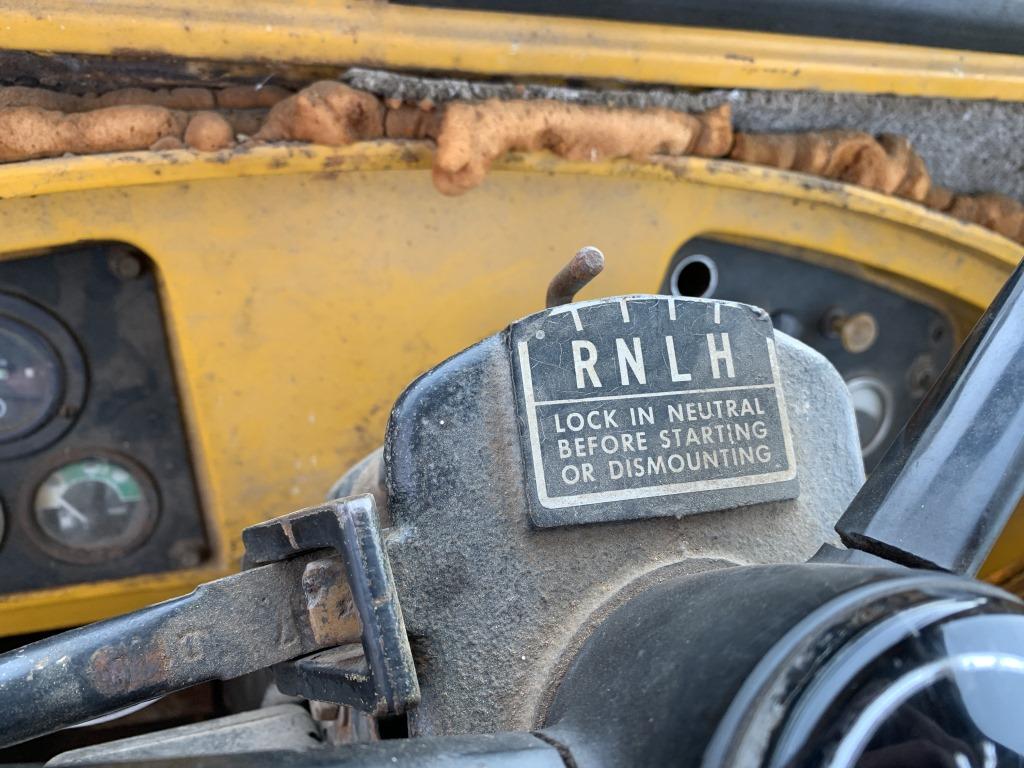 RNLH
LOCK IN NEUTRAL
BEFORE STARTING
OR DISMOUNTING